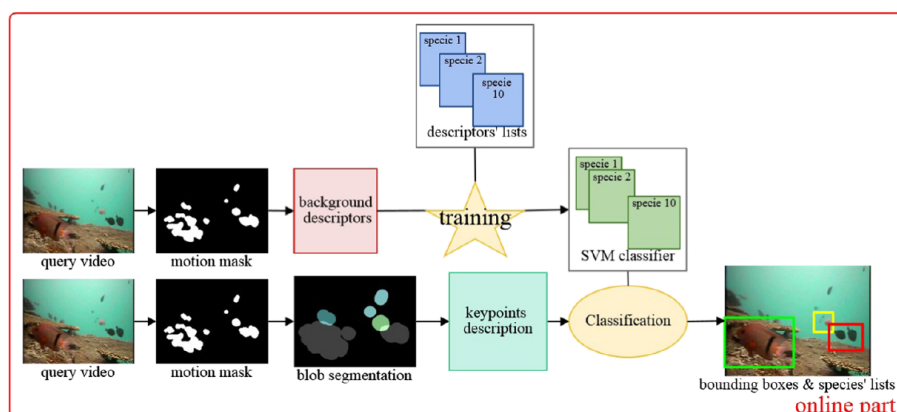 specie 1
specie 2
specie
10
descriptors' lists
background
descriptors
training
specie 1
specie 2
specie 10
SVM classifier
query video
motion mask
keypoints
description
Classification
query video
motion mask
blob segmentation
bounding boxes & species' lists
online part